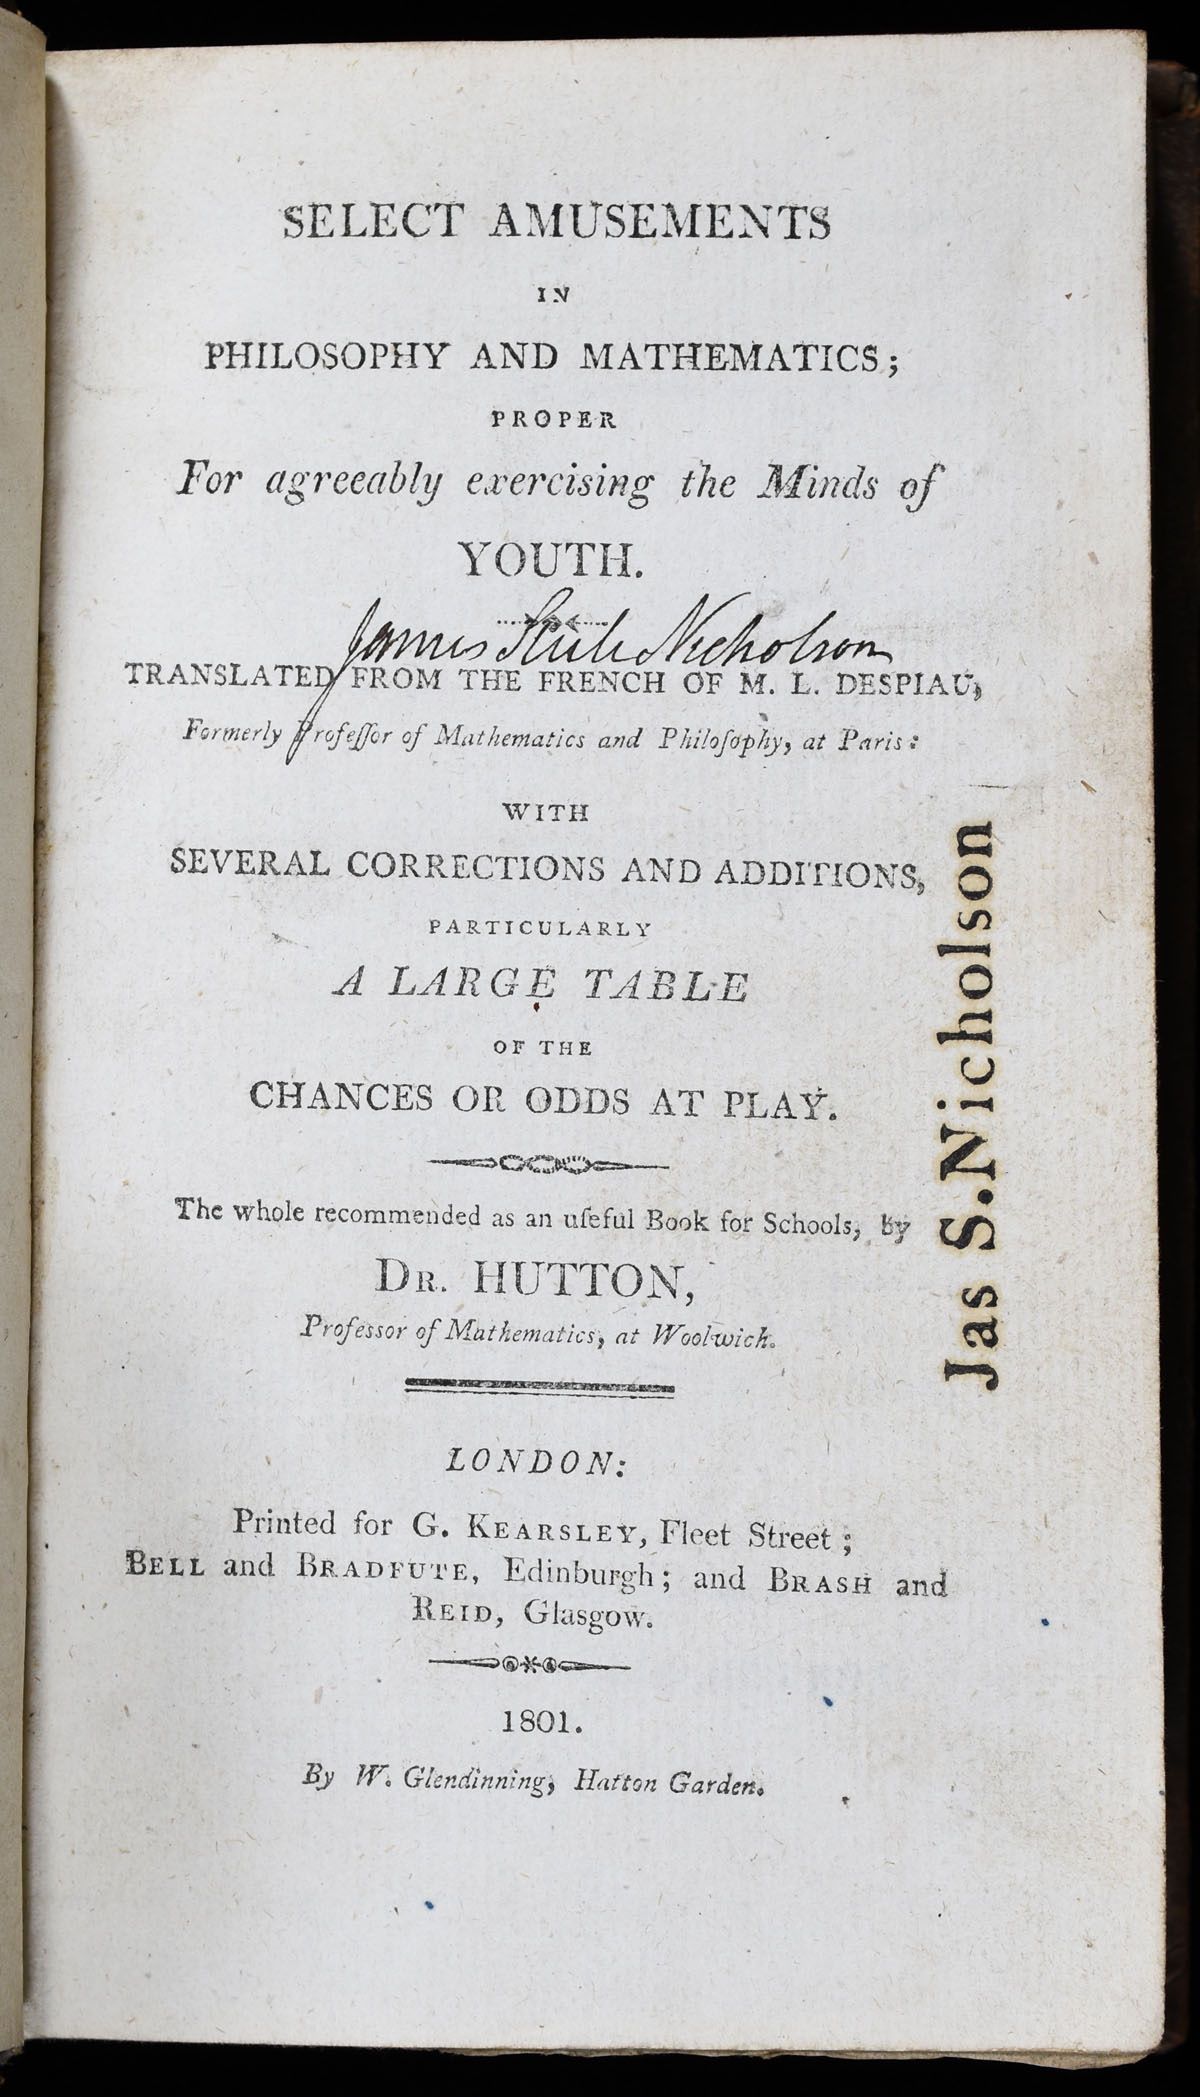 SELECT AMUSEMENTS
IN
PHILOSOPHY AND MATHEMATICS;
PROPER
For agreeably exercising the Minds of
YOUTH.
James Nicholson
TRANSLATED FROM THE FRENCH OF M. L. DESPIAU,
Formerly Profeſſor of Mathematics and Philoſophy, at Paris:
WITH
SEVERAL CORRECTIONS AND ADDITIONS,
PARTICULARLY
A LARGE TABLE
OF THE
CHANCES OR ODDS AT PLAY.
The whole recommended as an uſeful Book for Schools, by
DR. HUTTON,
Professor of Mathematics, at Woolwich.
LONDON:
Printed for G. KEARSLEY, Fleet Street;
BELL and BRADFUTE, Edinburgh; and BRASH and
REID, Glasgow.
1801.
By W. Glendinning, Hatton Garden.
Jas S. Nicholson